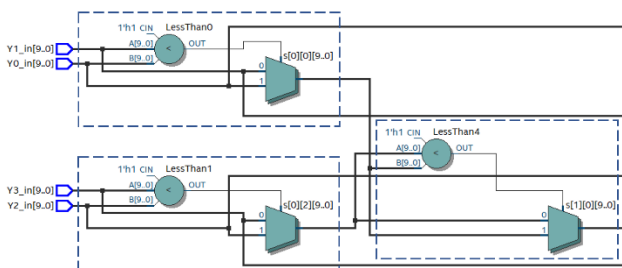 1'h1 CIN LessThan0
A[9..0] OUT
B[9..0] <
Y1_in[9..0]
Y0_in[9..0]
s[0][0][9..0]
0
1
1'h1 CIN LessThan4
A[9..0] OUT
B[9..0] <
1'h1 CIN LessThan1
A[9..0] OUT
B[9..0] <
Y3_in[9..0]
Y2_in[9..0]
s[0][2][9..0]
0
1
s[1][0][9..0]
0
1